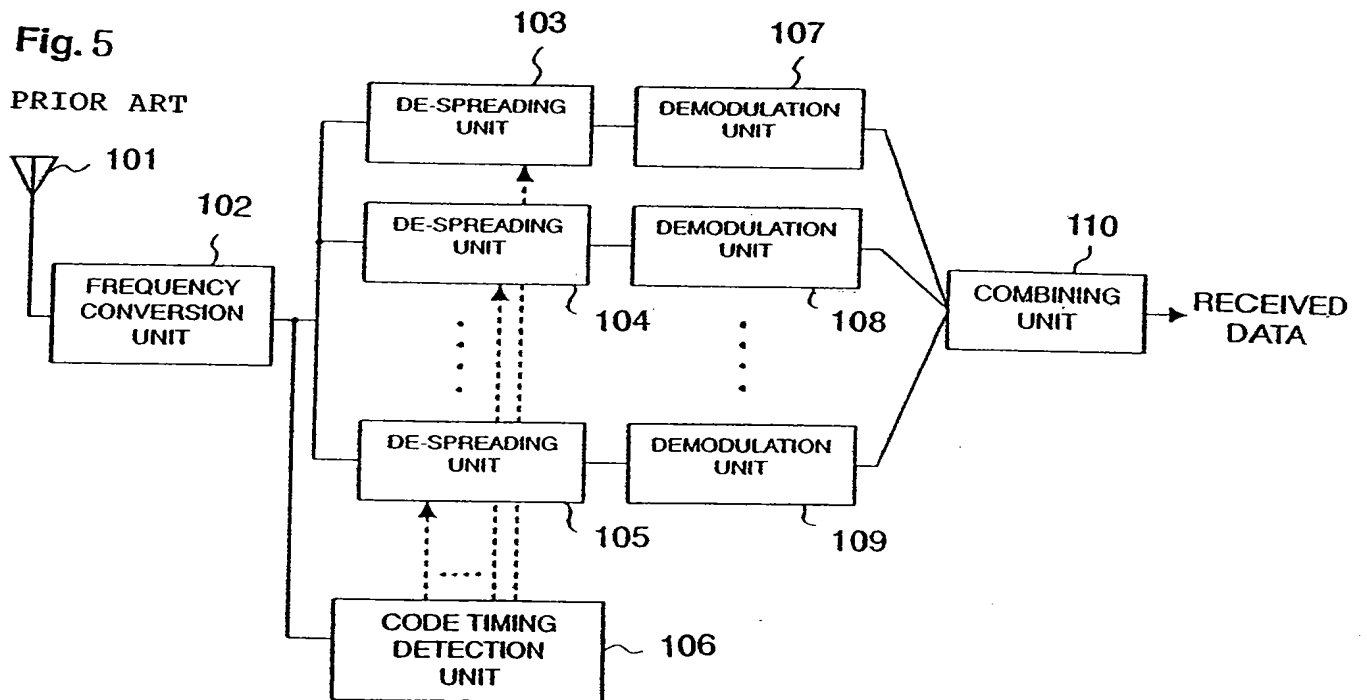 Fig. 5
PRIOR ART
101
102
FREQUENCY
CONVERSION
UNIT
103
DE-SPREADING
UNIT
107
DEMODULATION
UNIT
DE-SPREADING
UNIT
104
DEMODULATION
UNIT
108
110
COMBINING
UNIT
RECEIVED
DATA
DE-SPREADING
UNIT
105
DEMODULATION
UNIT
109
CODE TIMING
DETECTION
UNIT
106